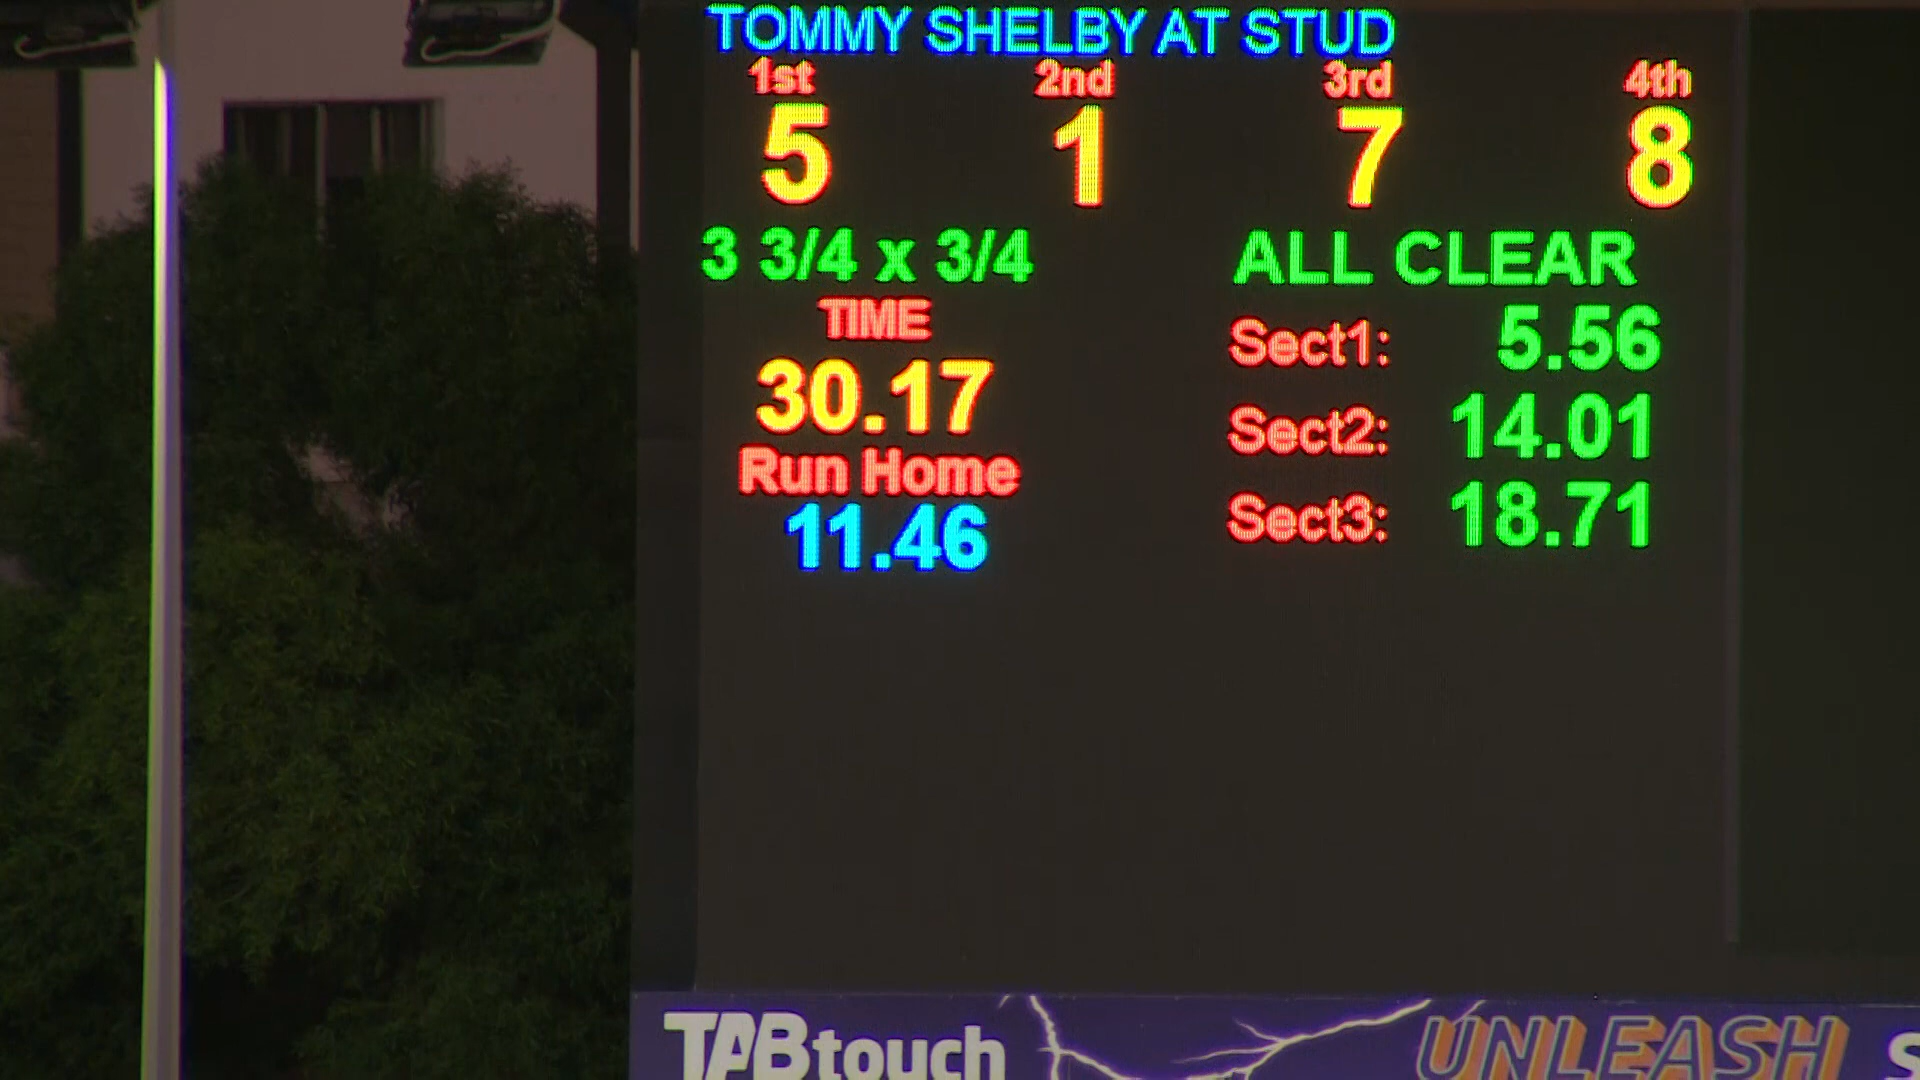 TOMMY SHELBY AT STUD
1st 2nd 3rd 4th
5 1 7 8
3 3/4 x 3/4 ALL CLEAR
TIME
30.17
Run Home
11.46
Sect1: 5.56
Sect2: 14.01
Sect3: 18.71
TABtouch UNLEASH